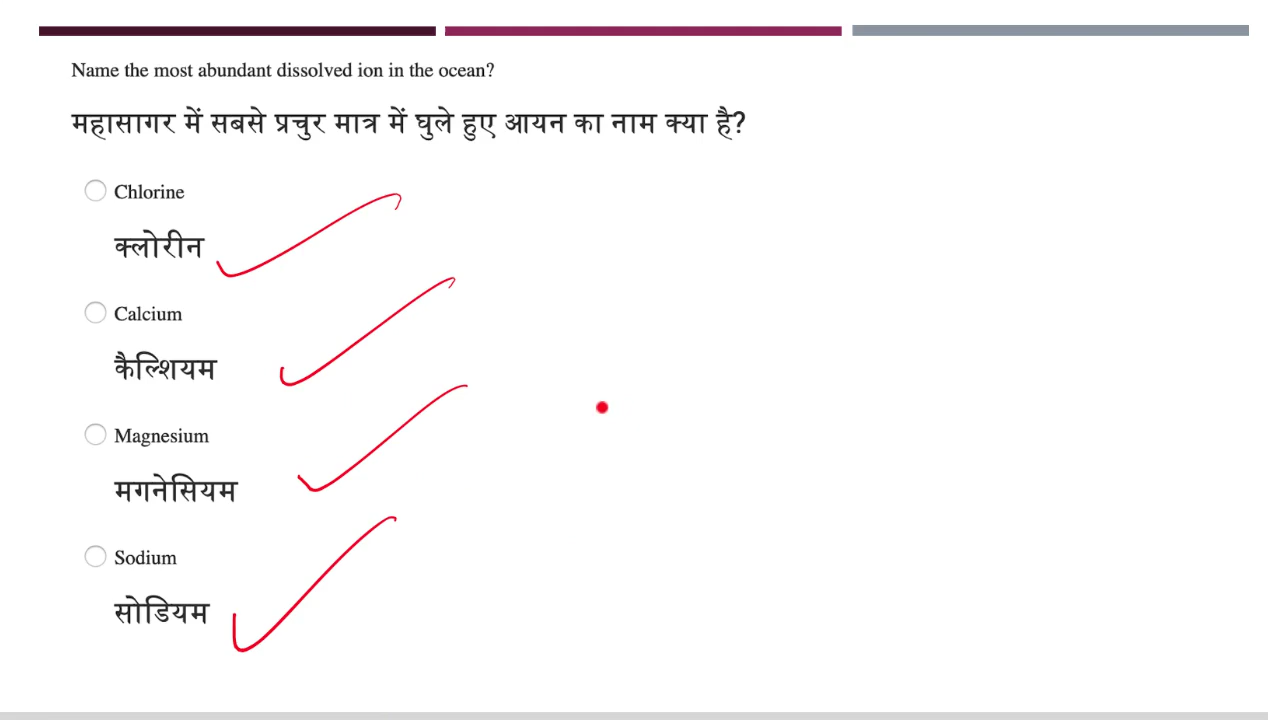 Name the most abundant dissolved ion in the ocean?
महासागर में सबसे प्रचुर मात्र में घुले हुए आयन का नाम क्या है?
Chlorine
क्लोरीन
Calcium
कैल्शियम
Magnesium
मगनेसियम
Sodium
सोडियम